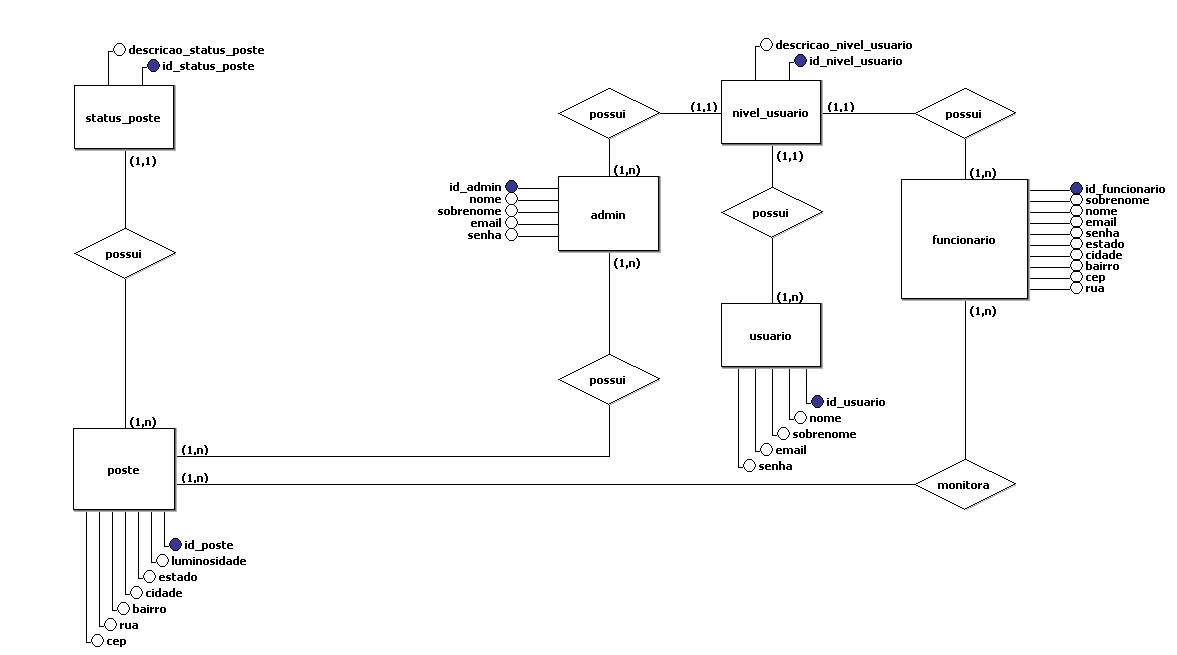 descricao_status_poste
id_status_poste
status_poste
(1,1)
possui
(1,n)
poste
(1,n)
(1,n)
id_poste
luminosidade
estado
cidade
bairro
rua
cep
possui
(1,1)
(1,n)
id_admin
nome
sobrenome
email
senha
admin
(1,n)
possui
descricao_nivel_usuario
id_nivel_usuario
nivel_usuario
(1,1)
possui
(1,n)
usuario
id_usuario
nome
sobrenome
email
senha
(1,1)
possui
(1,n)
funcionario
id_funcionario
sobrenome
nome
email
senha
estado
cidade
bairro
cep
rua
(1,n)
monitora